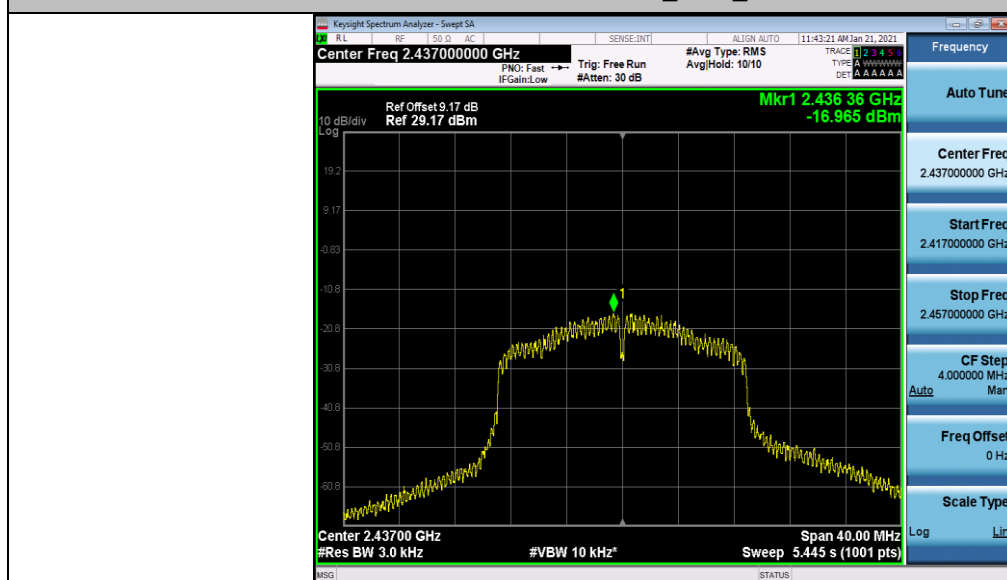 Keysight Spectrum Analyzer - Swept SA
RL RF 50 Ω AC SENSE:INT ALIGN AUTO 11:43:21 AM Jan 21, 2021
Center Freq 2.437000000 GHz
PNO: Fast
IFGain:Low
Trig: Free Run
#Atten: 30 dB
#Avg Type: RMS
Avg|Hold: 10/10
TRACE 1 2 3 4 5 6
TYPE A WWWWW
DET A A A A A A
Ref Offset 9.17 dB
10 dB/div Ref 29.17 dBm
Log
Mkr1 2.436 36 GHz
-16.965 dBm
19.2
9.17
-0.83
-10.8
-20.8
-30.8
-40.8
-50.8
-60.8
1
Center 2.43700 GHz
Span 40.00 MHz
#Res BW 3.0 kHz
#VBW 10 kHz*
Sweep 5.445 s (1001 pts)
MSG
STATUS
Frequency
Auto Tune
Center Freq
2.437000000 GHz
Start Freq
2.417000000 GHz
Stop Freq
2.457000000 GHz
CF Step
4.000000 MHz
Auto Man
Freq Offset
0 Hz
Scale Type
Log Lin